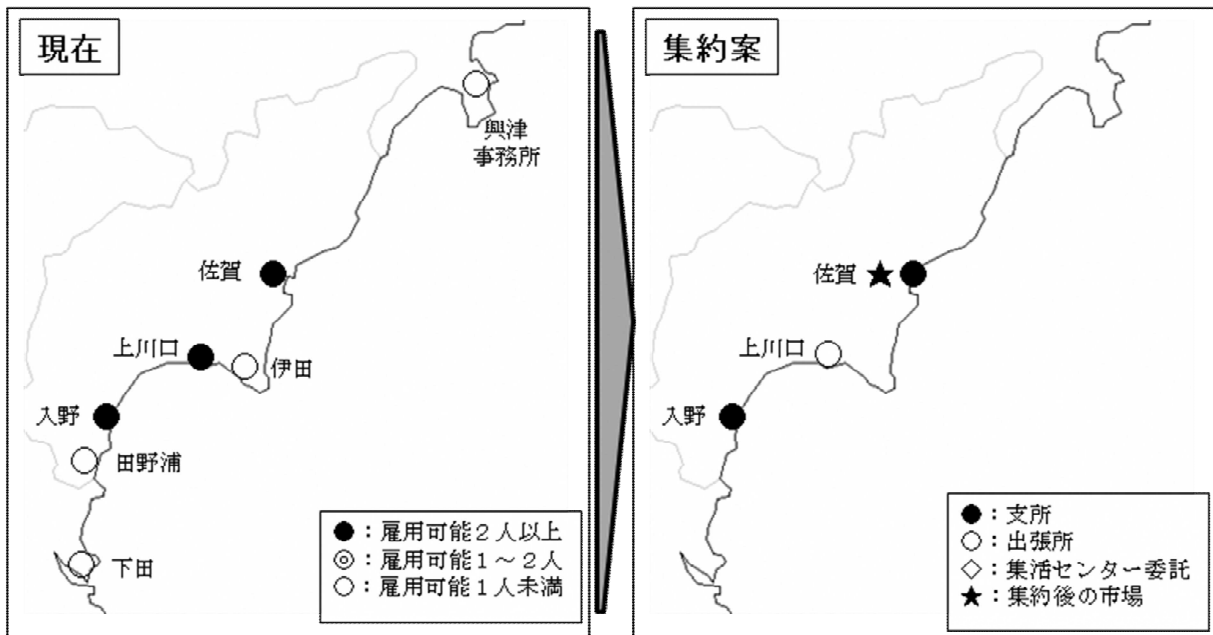 現在
興津
事務所
佐賀
上川口
伊田
入野
田野浦
下田
●：雇用可能２人以上
◎：雇用可能１～２人
○：雇用可能１人未満
集約案
佐賀
上川口
入野
●：支所
○：出張所
◇：集活センター委託
★：集約後の市場